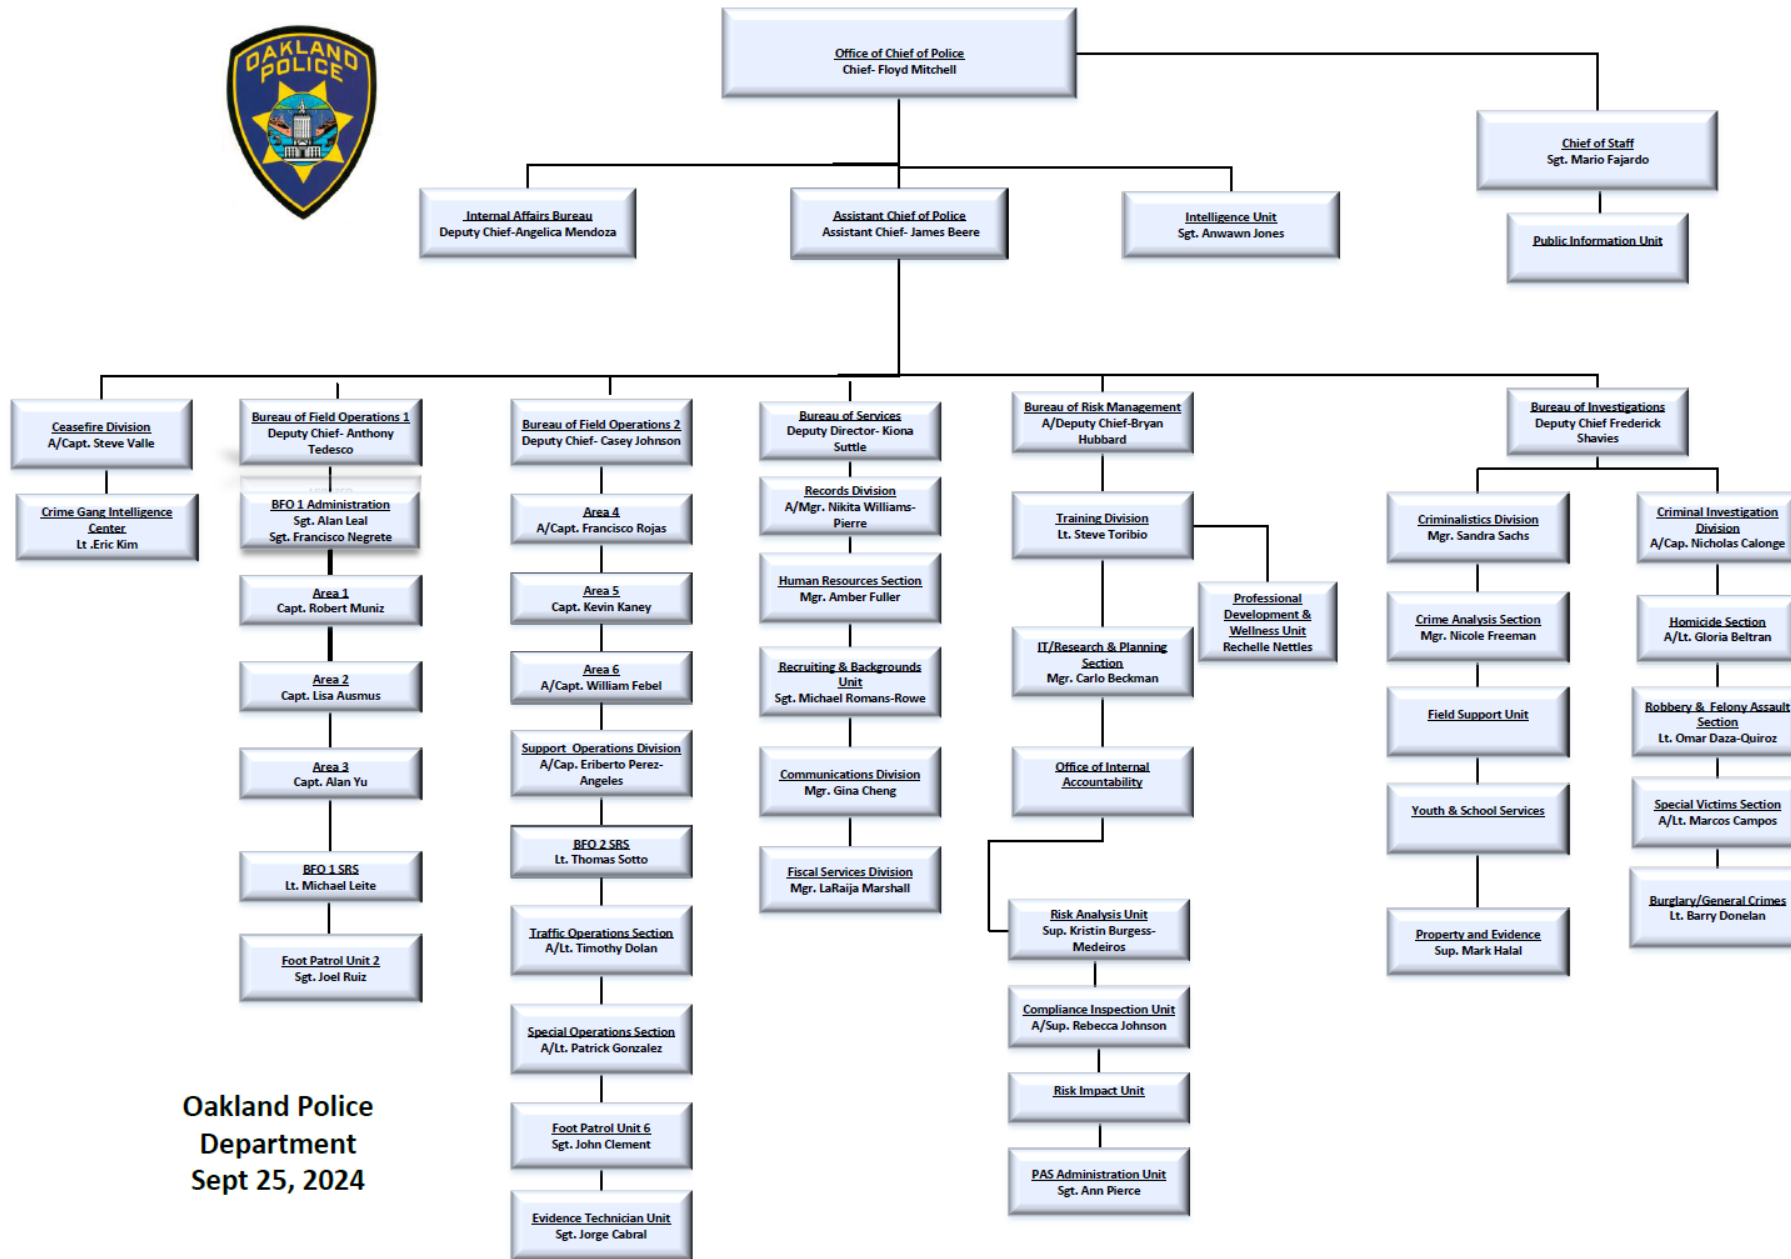 OAKLAND
POLICE
Office of Chief of Police
Chief- Floyd Mitchell
Chief of Staff
Sgt. Mario Fajardo
Internal Affairs Bureau
Deputy Chief-Angelica Mendoza
Assistant Chief of Police
Assistant Chief- James Beere
Intelligence Unit
Sgt. Anwawn Jones
Public Information Unit
Ceasefire Division
A/Capt. Steve Valle
Crime Gang Intelligence
Center
Lt .Eric Kim
Bureau of Field Operations 1
Deputy Chief- Anthony
Tedesco
BFO 1 Administration
Sgt. Alan Leal
Sgt. Francisco Negrete
Area 1
Capt. Robert Muniz
Area 2
Capt. Lisa Ausmus
Area 3
Capt. Alan Yu
BFO 1 SRS
Lt. Michael Leite
Foot Patrol Unit 2
Sgt. Joel Ruiz
Bureau of Field Operations 2
Deputy Chief- Casey Johnson
Area 4
A/Capt. Francisco Rojas
Area 5
Capt. Kevin Kaney
Area 6
A/Capt. William Febel
Support  Operations Division
A/Cap. Eriberto Perez-
Angeles
BFO 2 SRS
Lt. Thomas Sotto
Traffic Operations Section
A/Lt. Timothy Dolan
Special Operations Section
A/Lt. Patrick Gonzalez
Foot Patrol Unit 6
Sgt. John Clement
Evidence Technician Unit
Sgt. Jorge Cabral
Bureau of Services
Deputy Director- Kiona
Suttle
Records Division
A/Mgr. Nikita Williams-
Pierre
Human Resources Section
Mgr. Amber Fuller
Recruiting & Backgrounds
Unit
Sgt. Michael Romans-Rowe
Communications Division
Mgr. Gina Cheng
Fiscal Services Division
Mgr. LaRaija Marshall
Bureau of Risk Management
A/Deputy Chief-Bryan
Hubbard
Training Division
Lt. Steve Toribio
Professional
Development &
Wellness Unit
Rechelle Nettles
IT/Research & Planning
Section
Mgr. Carlo Beckman
Office of Internal
Accountability
Risk Analysis Unit
Sup. Kristin Burgess-
Medeiros
Compliance Inspection Unit
A/Sup. Rebecca Johnson
Risk Impact Unit
PAS Administration Unit
Sgt. Ann Pierce
Bureau of Investigations
Deputy Chief Frederick
Shavies
Criminalistics Division
Mgr. Sandra Sachs
Crime Analysis Section
Mgr. Nicole Freeman
Field Support Unit
Youth & School Services
Property and Evidence
Sup. Mark Halal
Criminal Investigation
Division
A/Cap. Nicholas Calonge
Homicide Section
A/Lt. Gloria Beltran
Robbery &  Felony Assault
Section
Lt. Omar Daza-Quiroz
Special Victims Section
A/Lt. Marcos Campos
Burglary/General Crimes
Lt. Barry Donelan
Oakland Police
Department
Sept 25, 2024